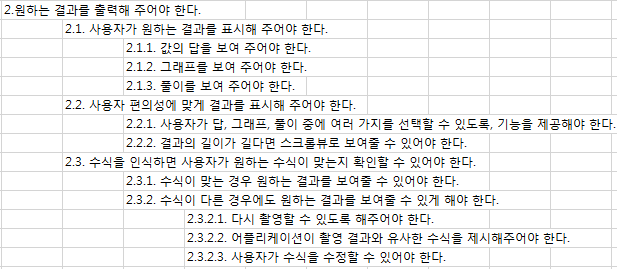 2.원하는 결과를 출력해 주어야 한다.
2.1. 사용자가 원하는 결과를 표시해 주어야 한다.
2.1.1. 값의 답을 보여 주어야 한다.
2.1.2. 그래프를 보여 주어야 한다.
2.1.3. 풀이를 보여 주어야 한다.
2.2. 사용자 편의성에 맞게 결과를 표시해 주어야 한다.
2.2.1. 사용자가 답, 그래프, 풀이 중에 여러 가지를 선택할 수 있도록, 기능을 제공해야 한다.
2.2.2. 결과의 길이가 길다면 스크롤뷰로 보여줄 수 있어야 한다.
2.3. 수식을 인식하면 사용자가 원하는 수식이 맞는지 확인할 수 있어야 한다.
2.3.1. 수식이 맞는 경우 원하는 결과를 보여줄 수 있어야 한다.
2.3.2. 수식이 다른 경우에도 원하는 결과를 보여줄 수 있게 해야 한다.
2.3.2.1. 다시 촬영할 수 있도록 해주어야 한다.
2.3.2.2. 어플리케이션이 촬영 결과와 유사한 수식을 제시해주어야 한다.
2.3.2.3. 사용자가 수식을 수정할 수 있어야 한다.